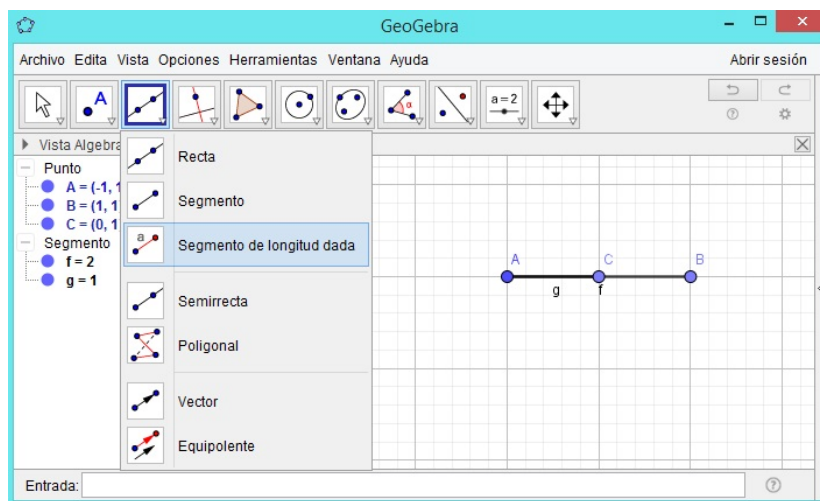 GeoGebra
Archivo Edita Vista Opciones Herramientas Ventana Ayuda Abrir sesión
A α a=2
Vista Algebra
Punto
A = (-1, 1
B = (1, 1
C = (0, 1
Segmento
f = 2
g = 1
Recta
Segmento
a Segmento de longitud dada
Semirrecta
Poligonal
Vector
Equipolente
A C B
g f
Entrada: